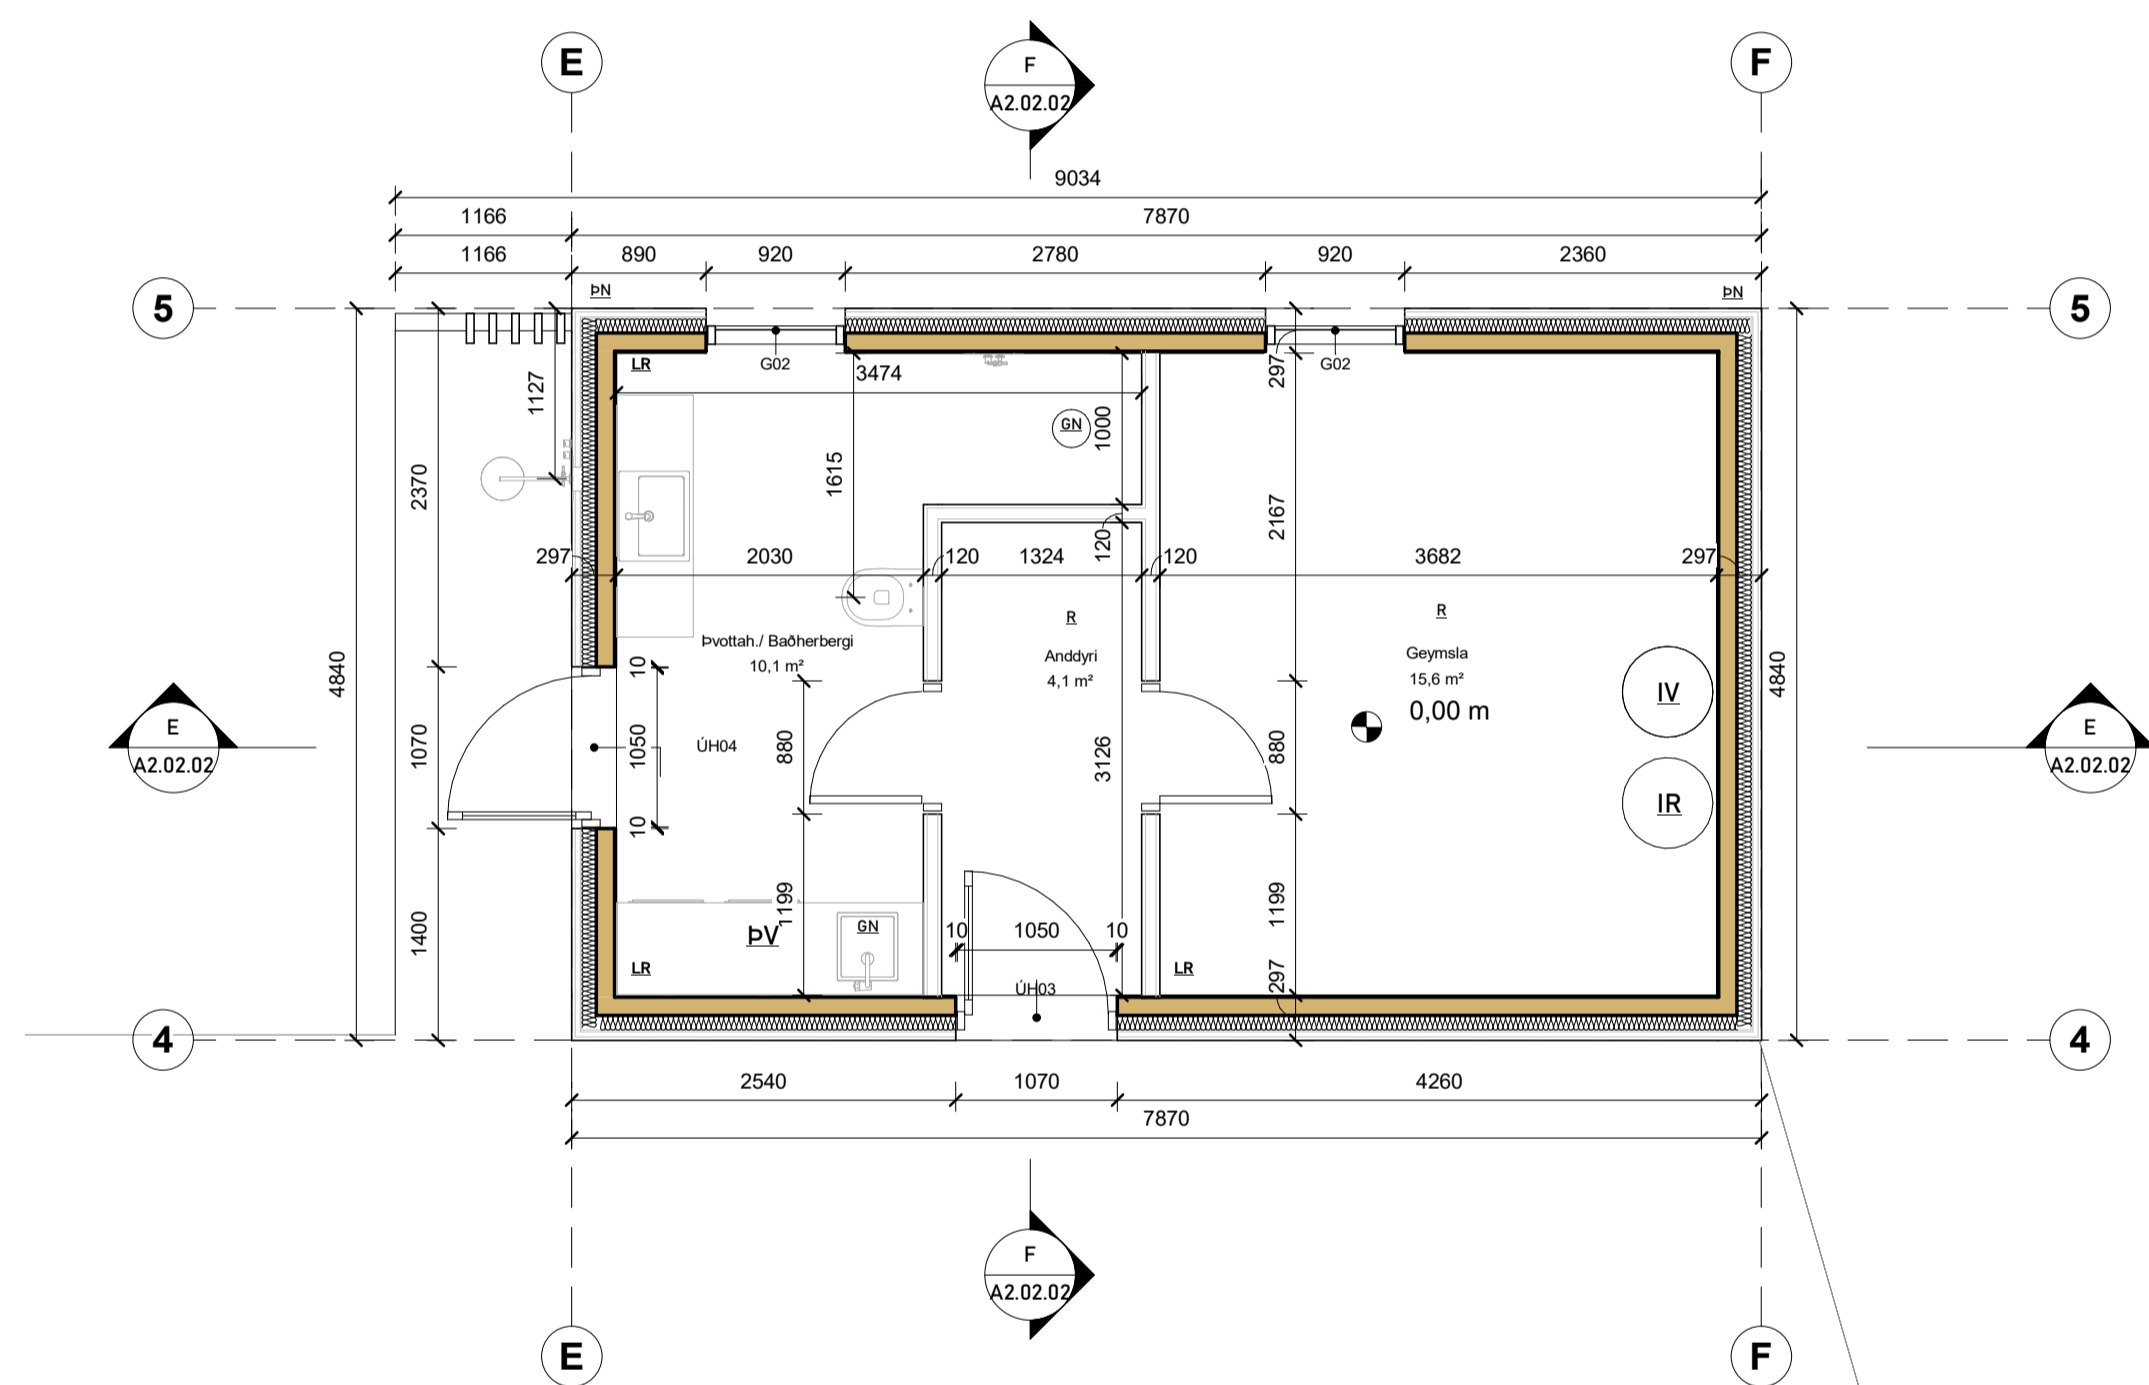 E
F
F
A2.02.02
9034
1166
7870
1166
890
920
2780
920
2360
5
ÞN
ÞN
5
LR
G02
3474
297
G02
1127
GN
1000
2370
1615
2167
297
2030
120
1324
120
120
3682
297
R
R
Þvottah./ Baðherbergi
10,1 m²
Anddyri
4,1 m²
Geymsla
15,6 m²
0,00 m
4840
10
IV
4840
E
A2.02.02
1070
1050
ÚH04
880
3126
880
E
A2.02.02
IR
10
1400
1199
ÞV
GN
10
1050
10
1199
LR
ÚH03
LR
297
4
4
2540
1070
4260
7870
F
A2.02.02
E
F